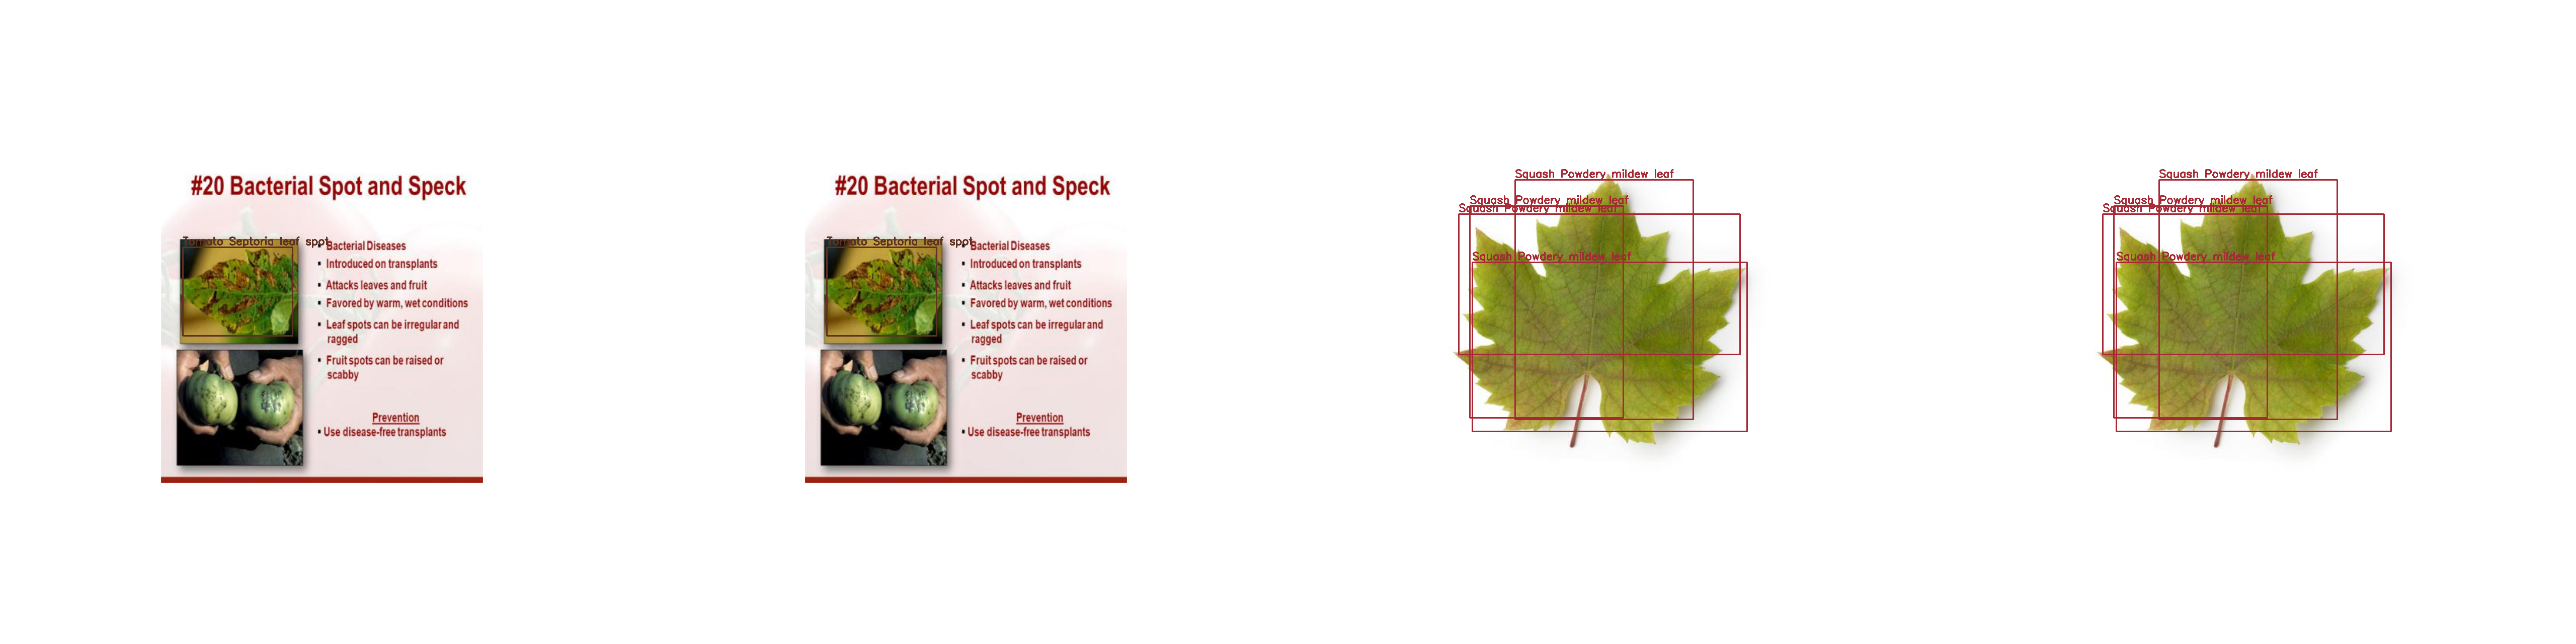 #20 Bacterial Spot and Speck
Tomato Septoria leaf spot
▪ Bacterial Diseases
▪ Introduced on transplants
▪ Attacks leaves and fruit
▪ Favored by warm, wet conditions
▪ Leaf spots can be irregular and
ragged
▪ Fruit spots can be raised or
scabby
Prevention
▪ Use disease-free transplants
#20 Bacterial Spot and Speck
Tomato Septoria leaf spot
▪ Bacterial Diseases
▪ Introduced on transplants
▪ Attacks leaves and fruit
▪ Favored by warm, wet conditions
▪ Leaf spots can be irregular and
ragged
▪ Fruit spots can be raised or
scabby
Prevention
▪ Use disease-free transplants
Squash Powdery mildew leaf
Squash Powdery mildew leaf
Squash Powdery mildew leaf
Squash Powdery mildew leaf
Squash Powdery mildew leaf
Squash Powdery mildew leaf
Squash Powdery mildew leaf
Squash Powdery mildew leaf